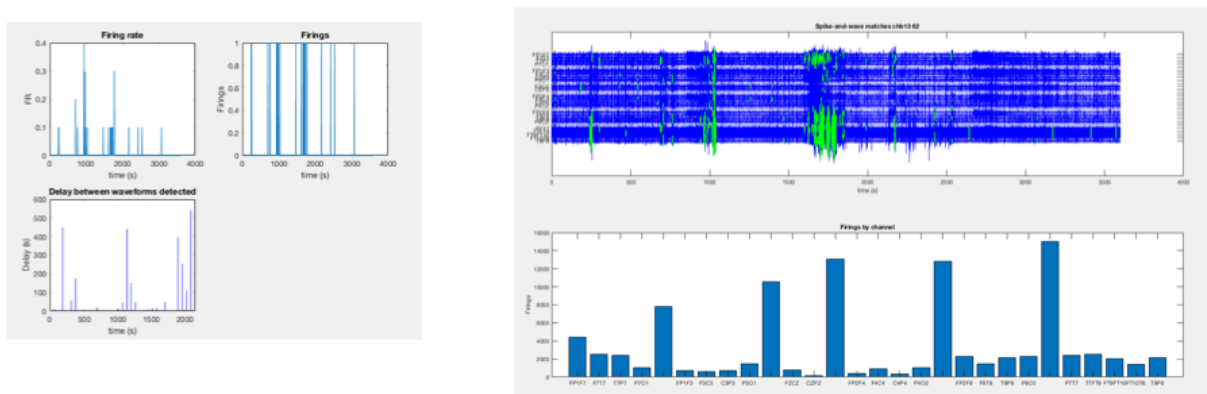 Firing rate
FR
0.4
0.3
0.2
0.1
0
0 1000 2000 3000 4000
time (s)
Firings
Firings
1
0.8
0.6
0.4
0.2
0
0 1000 2000 3000 4000
time (s)
Delay between waveforms detected
Delay (s)
600
500
400
300
200
100
0
0 500 1000 1500 2000
time (s)
Spike-and-wave matches chb13 62
0 500 1000 1500 2000 2500 3000 3500 4000
time (s)
Firings by channel
Firings
16000
14000
12000
10000
8000
6000
4000
2000
0
FP1F7 F7T7 T7P7 P7O1 FP1F3 F3C3 C3P3 P3O1 FZCZ CZPZ FP2F4 F4C4 C4P4 P4O2 FP2F8 F8T8 T8P8 P8O2 P7T7 T7FT9 FT9FT10 FT10T8 T8P8